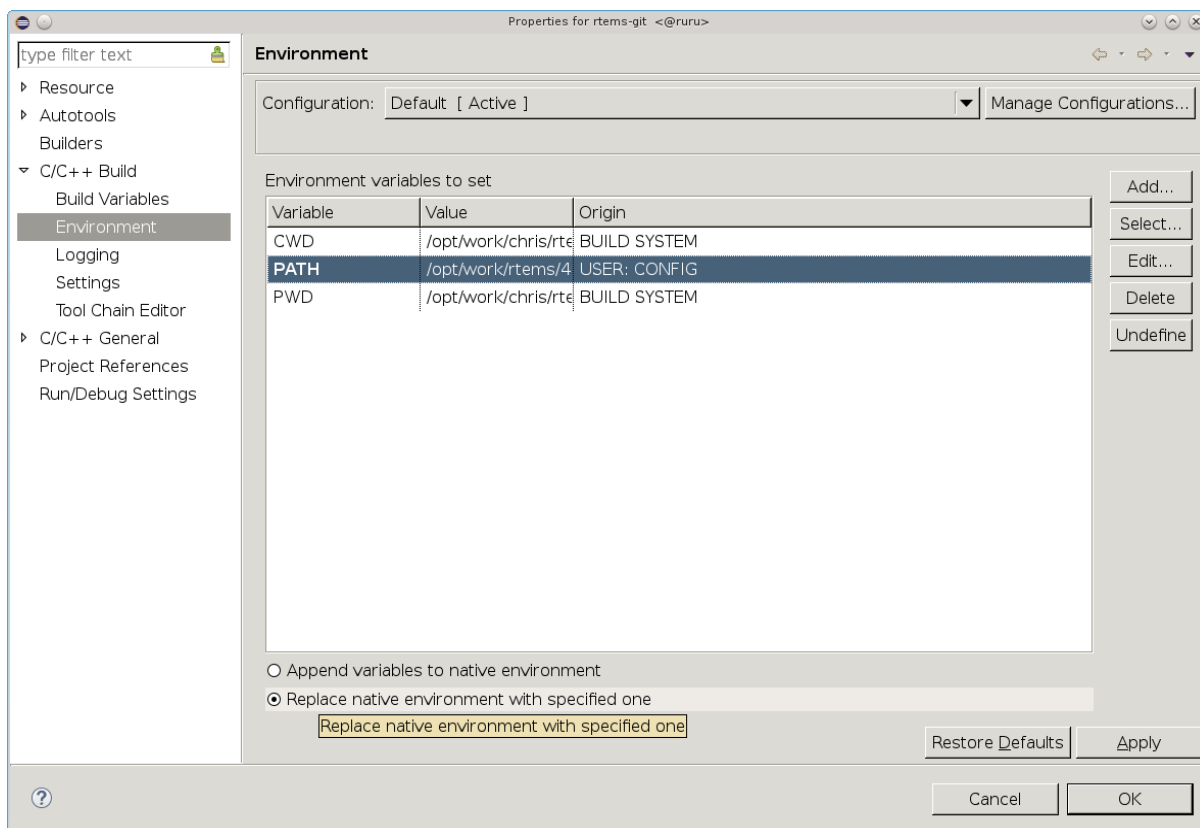 Properties for rtems-git <@ruru>
type filter text
Resource
Autotools
Builders
C/C++ Build
Build Variables
Environment
Logging
Settings
Tool Chain Editor
C/C++ General
Project References
Run/Debug Settings
Environment
Configuration: Default [ Active ] Manage Configurations...
Environment variables to set
Variable Value Origin
CWD /opt/work/chris/rte BUILD SYSTEM
PATH /opt/work/rtems/4 USER: CONFIG
PWD /opt/work/chris/rte BUILD SYSTEM
Add...
Select...
Edit...
Delete
Undefine
Append variables to native environment
Replace native environment with specified one
Replace native environment with specified one
Restore Defaults Apply
? Cancel OK